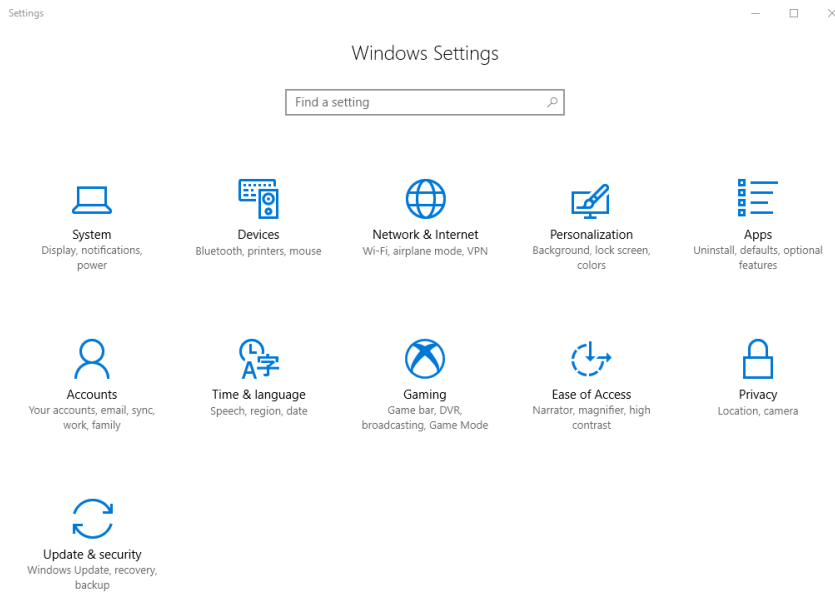 Settings
Windows Settings
Find a setting
System
Display, notifications,
power
Devices
Bluetooth, printers, mouse
Network & Internet
Wi-Fi, airplane mode, VPN
Personalization
Background, lock screen,
colors
Apps
Uninstall, defaults, optional
features
Accounts
Your accounts, email, sync,
work, family
Time & language
Speech, region, date
Gaming
Game bar, DVR,
broadcasting, Game Mode
Ease of Access
Narrator, magnifier, high
contrast
Privacy
Location, camera
Update & security
Windows Update, recovery,
backup